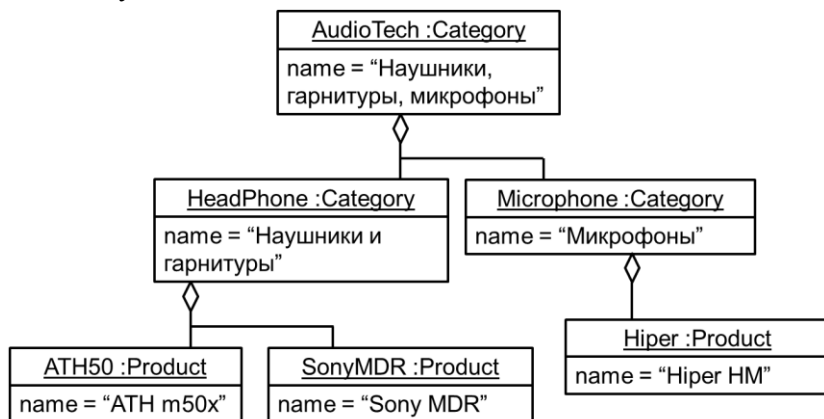 AudioTech :Category
name = “Наушники,
гарнитуры, микрофоны”
HeadPhone :Category
name = “Наушники и
гарнитуры”
Microphone :Category
name = “Микрофоны”
ATH50 :Product
name = “ATH m50x”
SonyMDR :Product
name = “Sony MDR”
Hiper :Product
name = “Hiper HM”